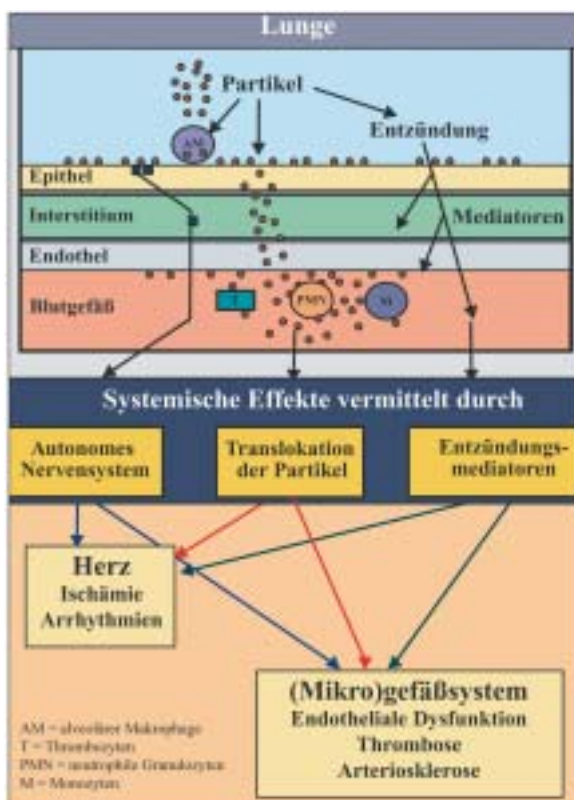 Lunge
Partikel
AM
Entzündung
Epithel
Interstitium
Mediatoren
Endothel
Blutgefäß
T
PMN
M
Systemische Effekte vermittelt durch
Autonomes
Nervensystem
Translokation
der Partikel
Entzündungs-
mediatoren
Herz
Ischämie
Arrhythmien
(Mikro)gefäßsystem
Endotheliale Dysfunktion
Thrombose
Arteriosklerose
AM = alveolärer Makrophage
T = Thrombozyten
PMN = neutrophile Granulozyten
M = Monozyten